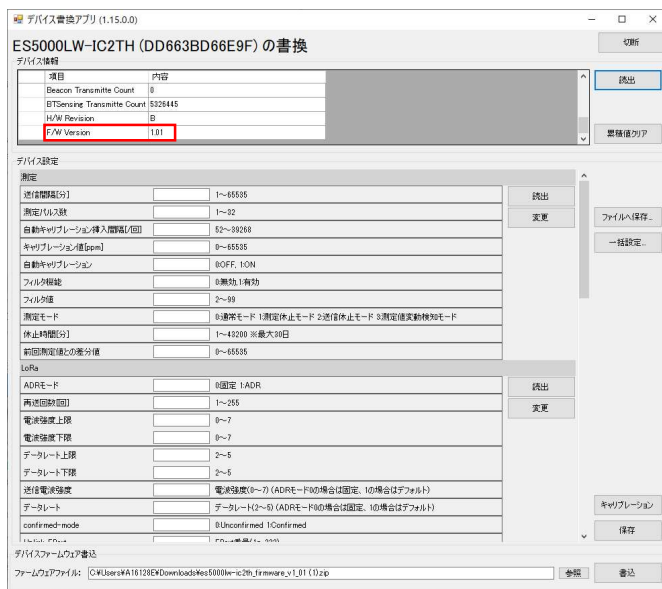 デバイス書換アプリ (1.15.0.0)
ES5000LW-IC2TH (DD663BD66E9F) の書換
切断
デバイス情報
項目 内容
Beacon Transmitte Count 0
BTSensing Transmitte Count 5326445
H/W Revision B
F/W Version 1.01
読出
累積値クリア
デバイス設定
測定
送信間隔[分] 1～65535
読出
測定パルス数 1～32
変更
ファイルへ保存...
自動キャリブレーション挿入間隔[/回] 52～39268
一括設定...
キャリブレーション値[ppm] 0～65535
自動キャリブレーション 0:OFF, 1:ON
フィルタ機能 0:無効,1:有効
フィルタ値 2～99
測定モード 0:通常モード 1:測定休止モード 2:送信休止モード 3:測定値変動検知モード
休止時間[分] 1～43200 ※最大30日
前回測定値との差分値 0～65535
LoRa
ADRモード 0:固定 1:ADR
読出
再送回数[回] 1～255
変更
電波強度上限 0～7
電波強度下限 0～7
データレート上限 2～5
データレート下限 2～5
送信電波強度 電波強度(0～7) (ADRモード0の場合は固定、1の場合はデフォルト)
データレート データレート(2～5) (ADRモード0の場合は固定、1の場合はデフォルト)
キャリブレーション
confirmed-mode 0:Unconfirmed 1:Confirmed
保存
デバイスファームウェア書込
ファームウェアファイル: C:¥Users¥A16128E¥Downloads¥es5000lw-ic2th_firmware_v1_01 (1).zip 参照 書込